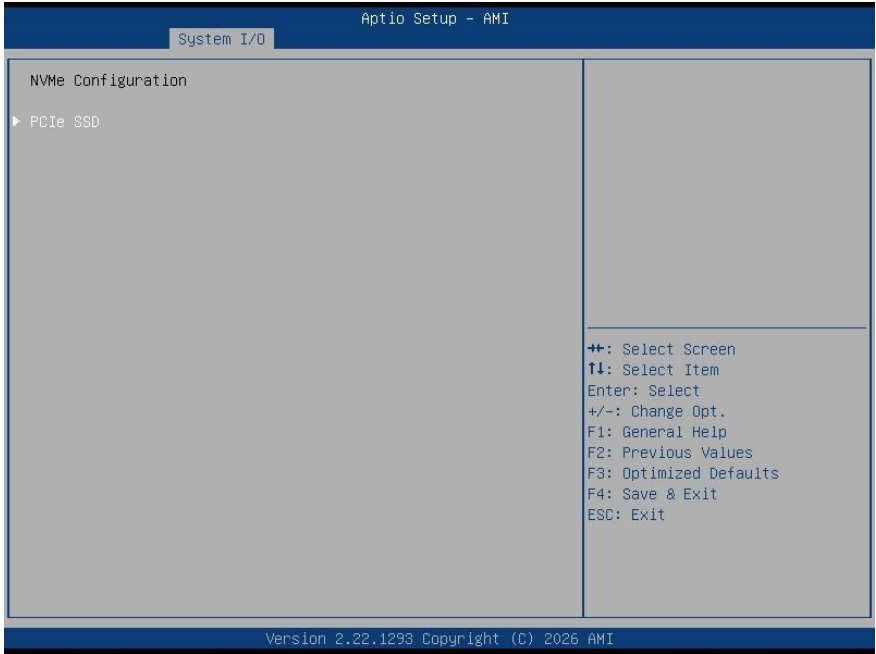 Aptio Setup – AMI
System I/O
NVMe Configuration
PCIe SSD
→←: Select Screen
↑↓: Select Item
Enter: Select
+/-: Change Opt.
F1: General Help
F2: Previous Values
F3: Optimized Defaults
F4: Save & Exit
ESC: Exit
Version 2.22.1293 Copyright (C) 2026 AMI